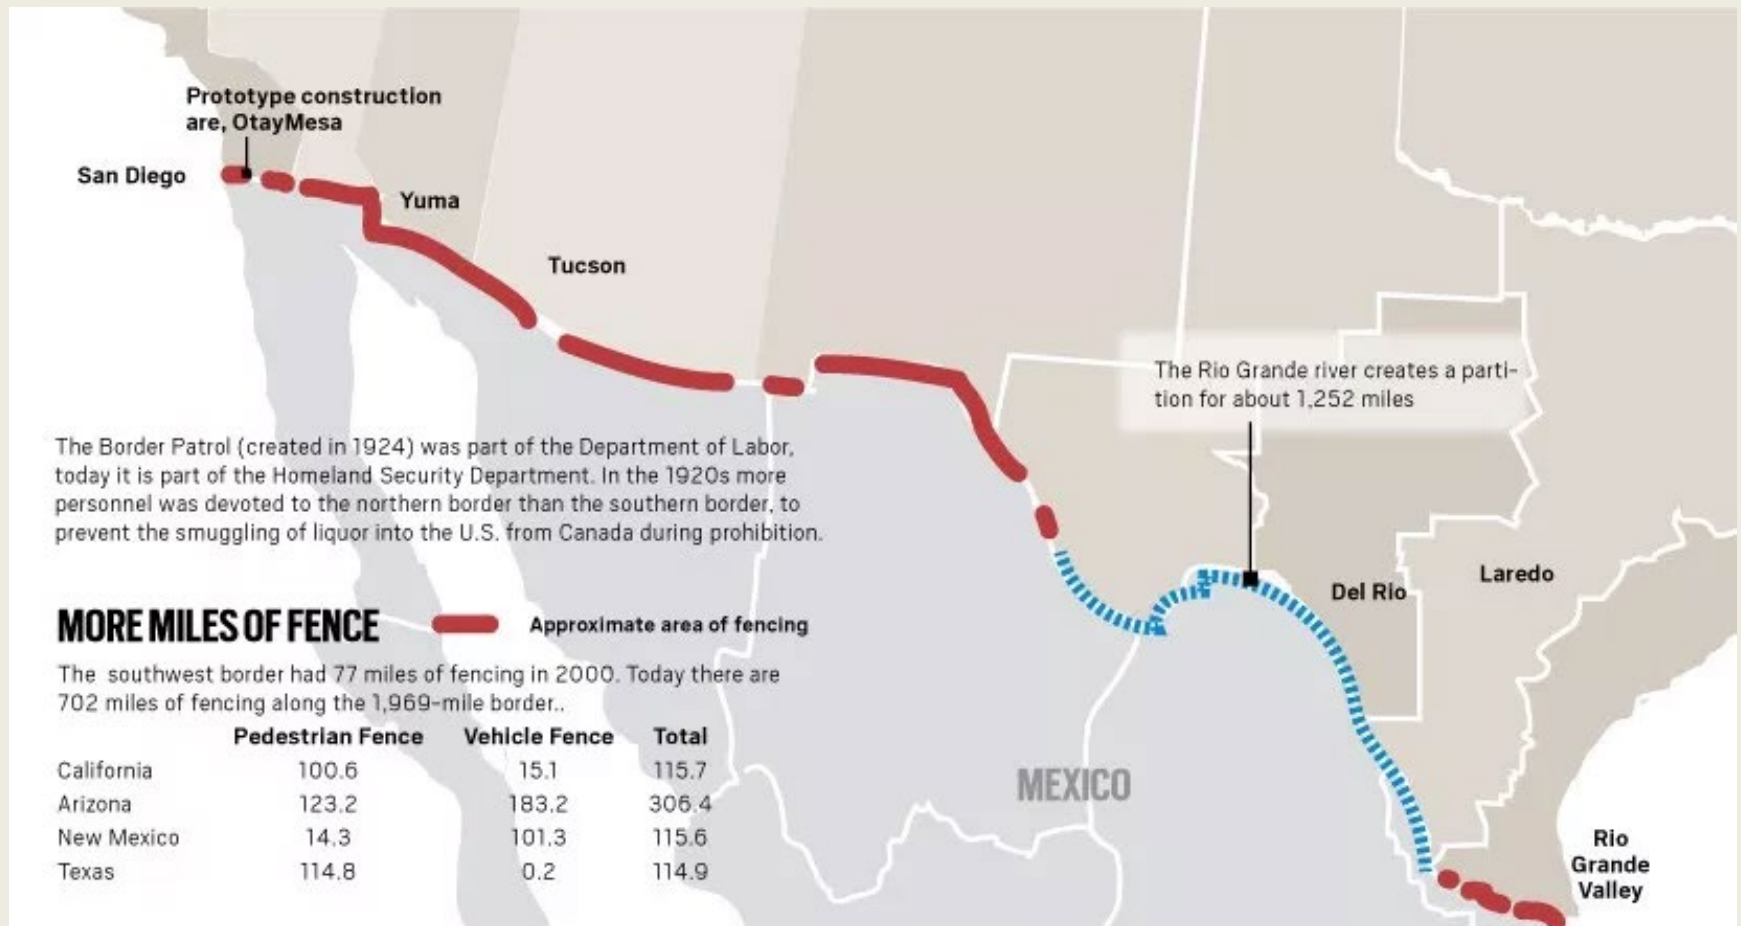 Prototype construction
are, OtayMesa
San Diego
Yuma
Tucson
The Rio Grande river creates a parti-
tion for about 1,252 miles
The Border Patrol (created in 1924) was part of the Department of Labor,
today it is part of the Homeland Security Department. In the 1920s more
personnel was devoted to the northern border than the southern border, to
prevent the smuggling of liquor into the U.S. from Canada during prohibition.
Del Rio
Laredo
MORE MILES OF FENCE
Approximate area of fencing
The southwest border had 77 miles of fencing in 2000. Today there are
702 miles of fencing along the 1,969-mile border..
Pedestrian Fence Vehicle Fence Total
California 100.6 15.1 115.7
Arizona 123.2 183.2 306.4
New Mexico 14.3 101.3 115.6
Texas 114.8 0.2 114.9
MEXICO
Rio
Grande
Valley